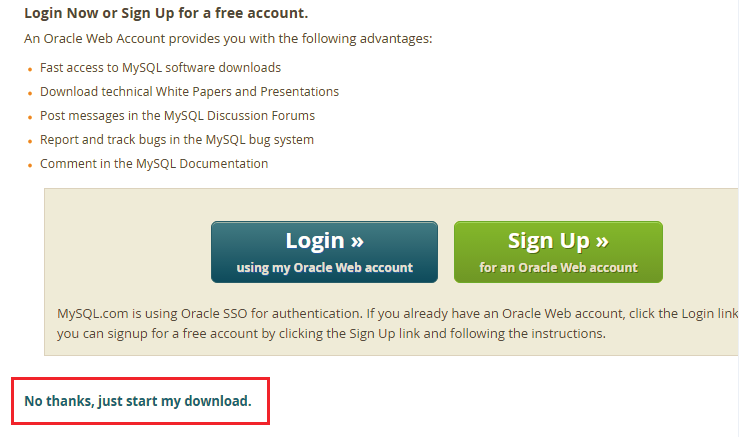 Login Now or Sign Up for a free account.
An Oracle Web Account provides you with the following advantages:
Fast access to MySQL software downloads
Download technical White Papers and Presentations
Post messages in the MySQL Discussion Forums
Report and track bugs in the MySQL bug system
Comment in the MySQL Documentation
Login »
using my Oracle Web account
Sign Up »
for an Oracle Web account
MySQL.com is using Oracle SSO for authentication. If you already have an Oracle Web account, click the Login link
you can signup for a free account by clicking the Sign Up link and following the instructions.
No thanks, just start my download.